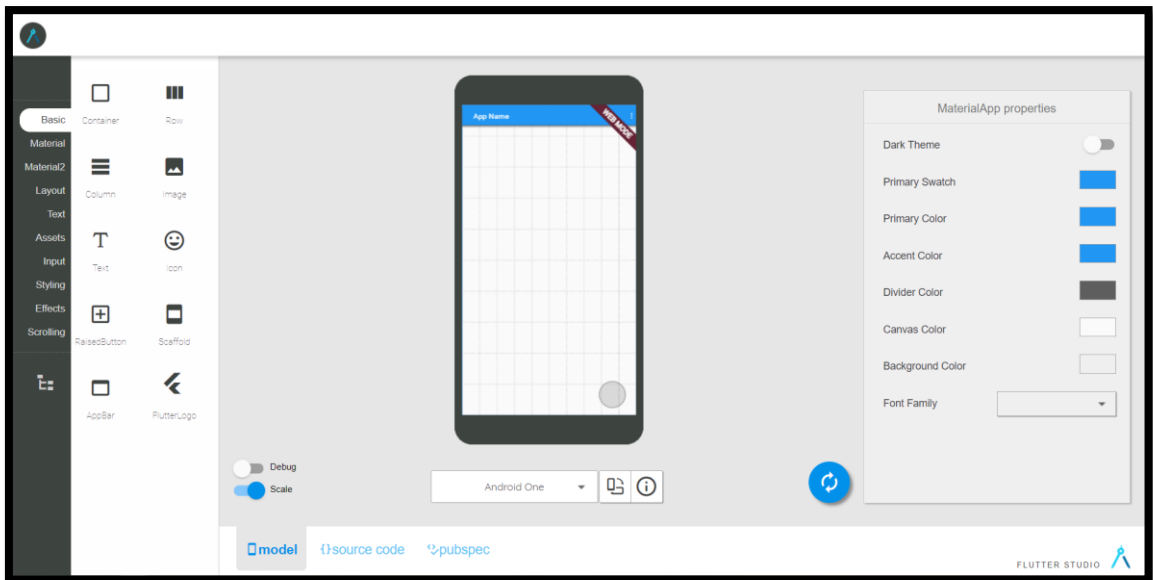 Basic
Material
Material2
Layout
Text
Assets
Input
Styling
Effects
Scrolling
Container
Row
Column
Image
Text
Icon
RaisedButton
Scaffold
AppBar
FlutterLogo
App Name
WEB MODE
Debug
Scale
Android One
MaterialApp properties
Dark Theme
Primary Swatch
Primary Color
Accent Color
Divider Color
Canvas Color
Background Color
Font Family
model
{}source code
pubspec
FLUTTER STUDIO